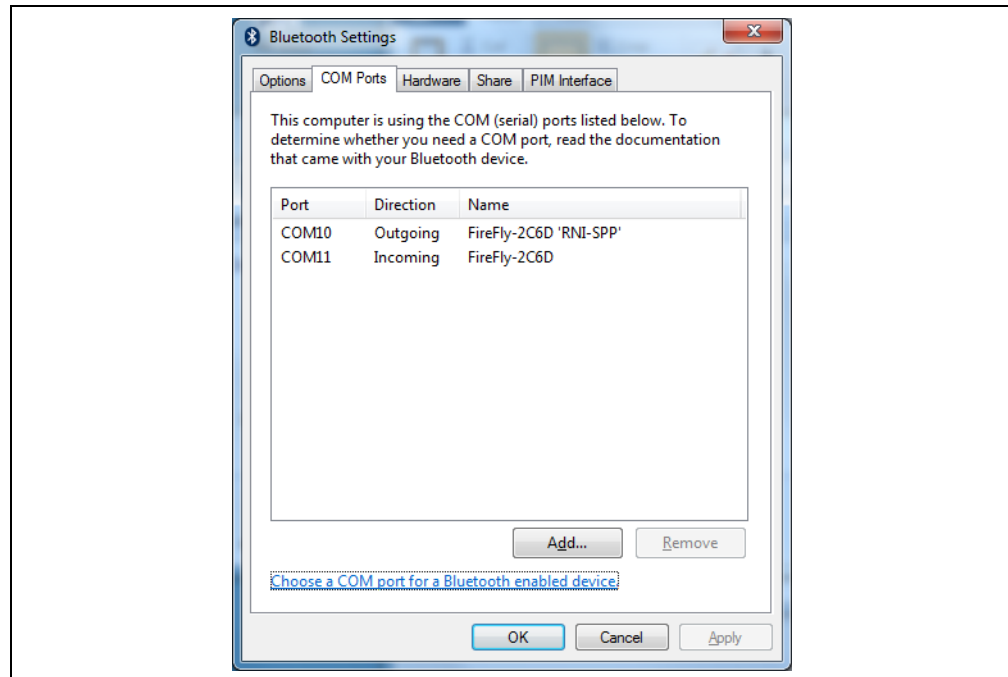 Bluetooth Settings
Options COM Ports Hardware Share PIM Interface
This computer is using the COM (serial) ports listed below. To
determine whether you need a COM port, read the documentation
that came with your Bluetooth device.
Port Direction Name
COM10 Outgoing FireFly-2C6D 'RNI-SPP'
COM11 Incoming FireFly-2C6D
Add... Remove
Choose a COM port for a Bluetooth enabled device.
OK Cancel Apply